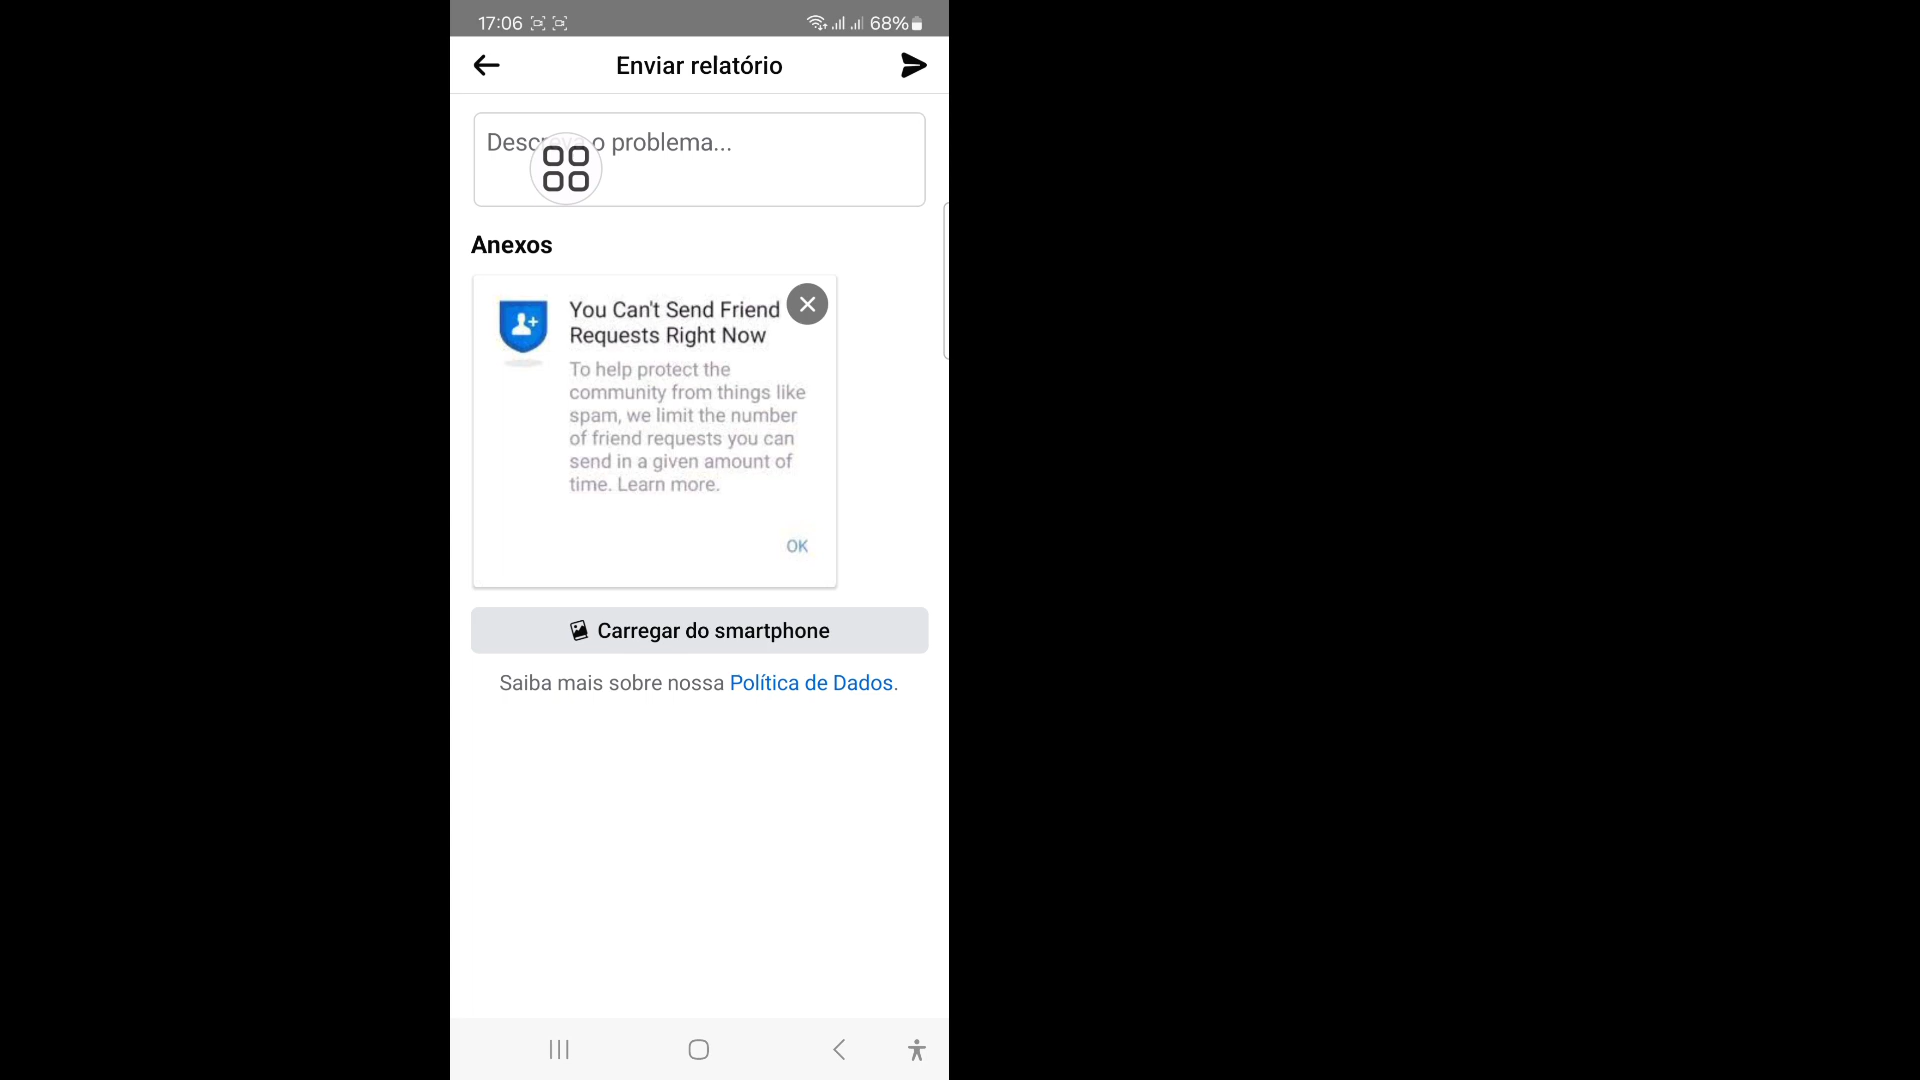 17:06 68%
Enviar relatório
Descreva o problema...
Anexos
You Can't Send Friend
Requests Right Now
To help protect the
community from things like
spam, we limit the number
of friend requests you can
send in a given amount of
time. Learn more.
OK
Carregar do smartphone
Saiba mais sobre nossa Política de Dados.